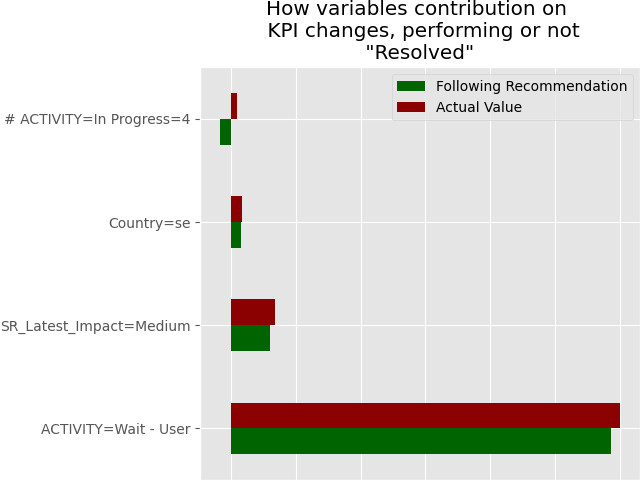 How variables contribution on
KPI changes, performing or not
"Resolved"
Following Recommendation
Actual Value
# ACTIVITY=In Progress=4
Country=se
SR_Latest_Impact=Medium
ACTIVITY=Wait - User